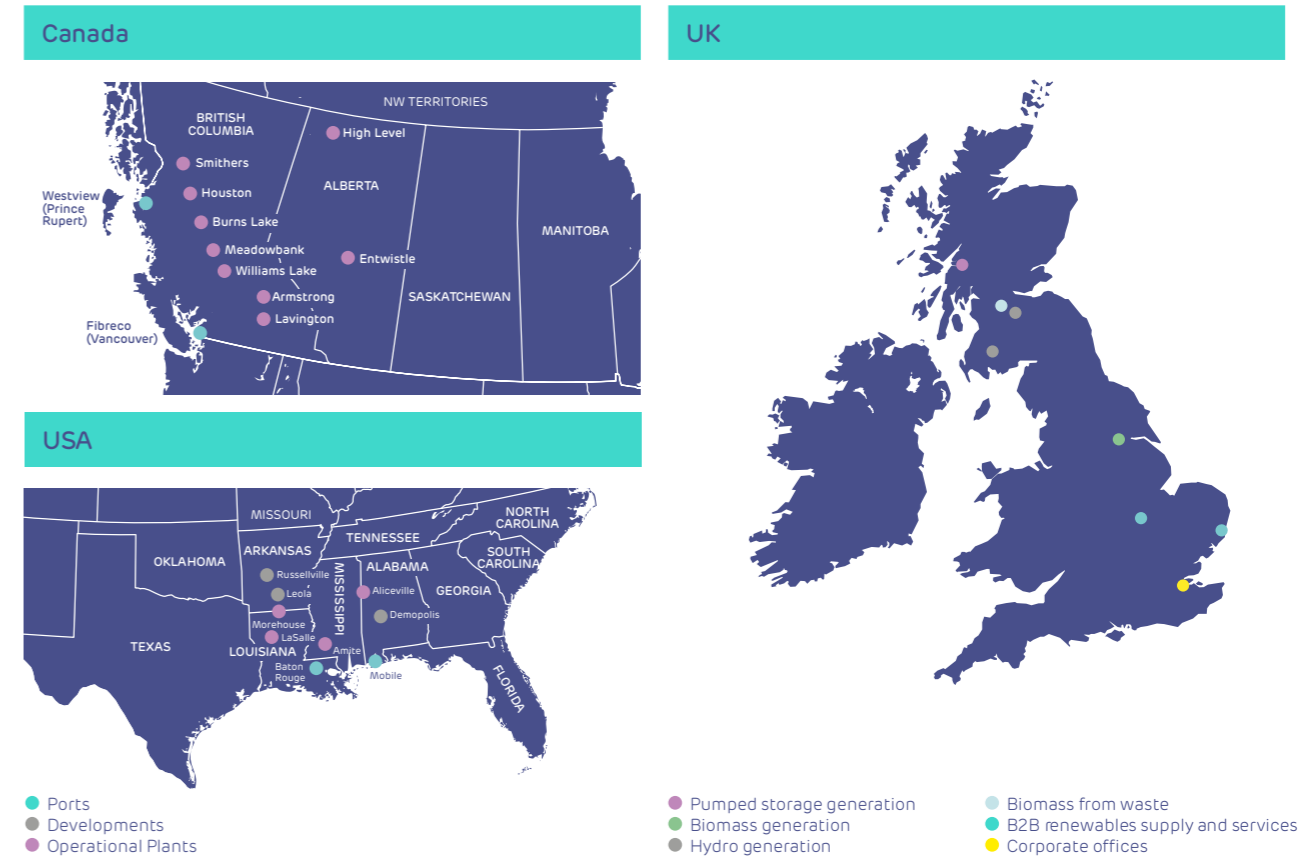 Canada
NW TERRITORIES
BRITISH
COLUMBIA
High Level
Smithers
ALBERTA
Houston
Westview
(Prince
Rupert)
Burns Lake
MANITOBA
Meadowbank
Entwistle
Williams Lake
Armstrong
SASKATCHEWAN
Lavington
Fibreco
(Vancouver)
USA
MISSOURI
NORTH
CAROLINA
TENNESSEE
ARKANSAS
SOUTH
CAROLINA
OKLAHOMA
ALABAMA
Russellville
MISSISSIPPI
Aliceville
GEORGIA
Leola
Demopolis
Morehouse
LaSalle
TEXAS
LOUISIANA
Amite
Baton
Rouge
Mobile
FLORIDA
Ports
Developments
Operational Plants
UK
Pumped storage generation
Biomass generation
Hydro generation
Biomass from waste
B2B renewables supply and services
Corporate offices